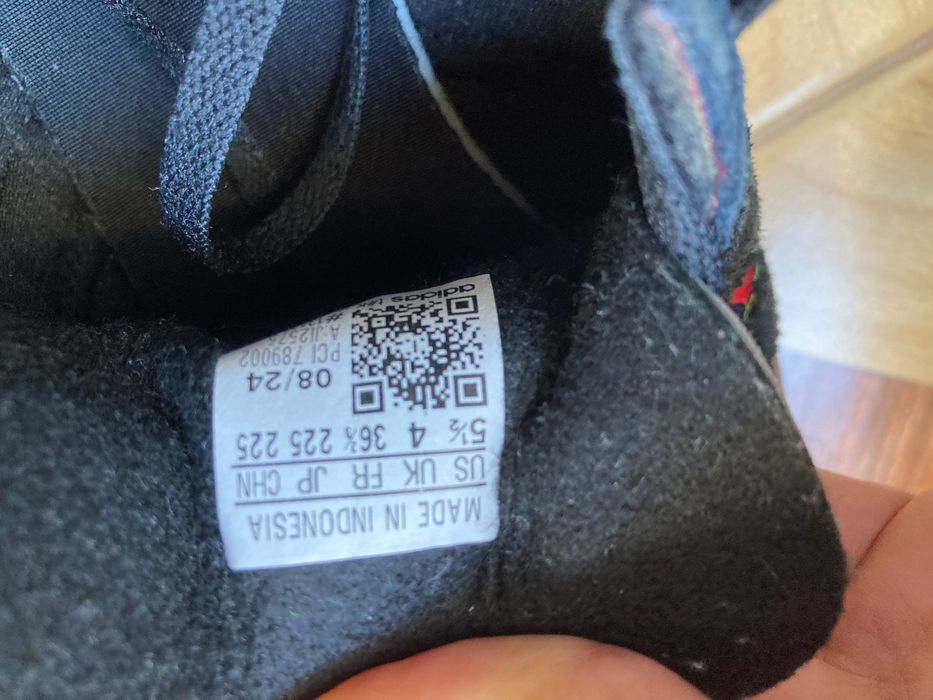 MADE IN INDONESIA
US UK FR JP CHN
5½ 4 36⅔ 225 225
08/24
PCI 789002
adidas